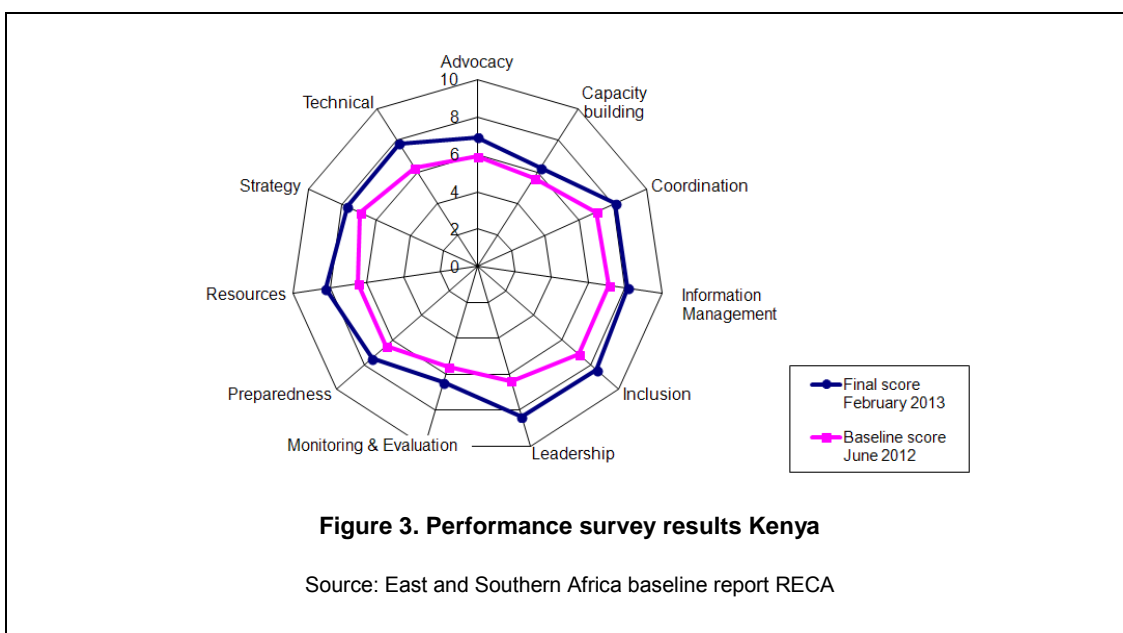 Advocacy
10
Capacity
building
Technical
8
6
Strategy
Coordination
4
2
0
Resources
Information
Management
Preparedness
Inclusion
Monitoring & Evaluation
Leadership
Final score
February 2013
Baseline score
June 2012
Figure 3. Performance survey results Kenya
Source: East and Southern Africa baseline report RECA